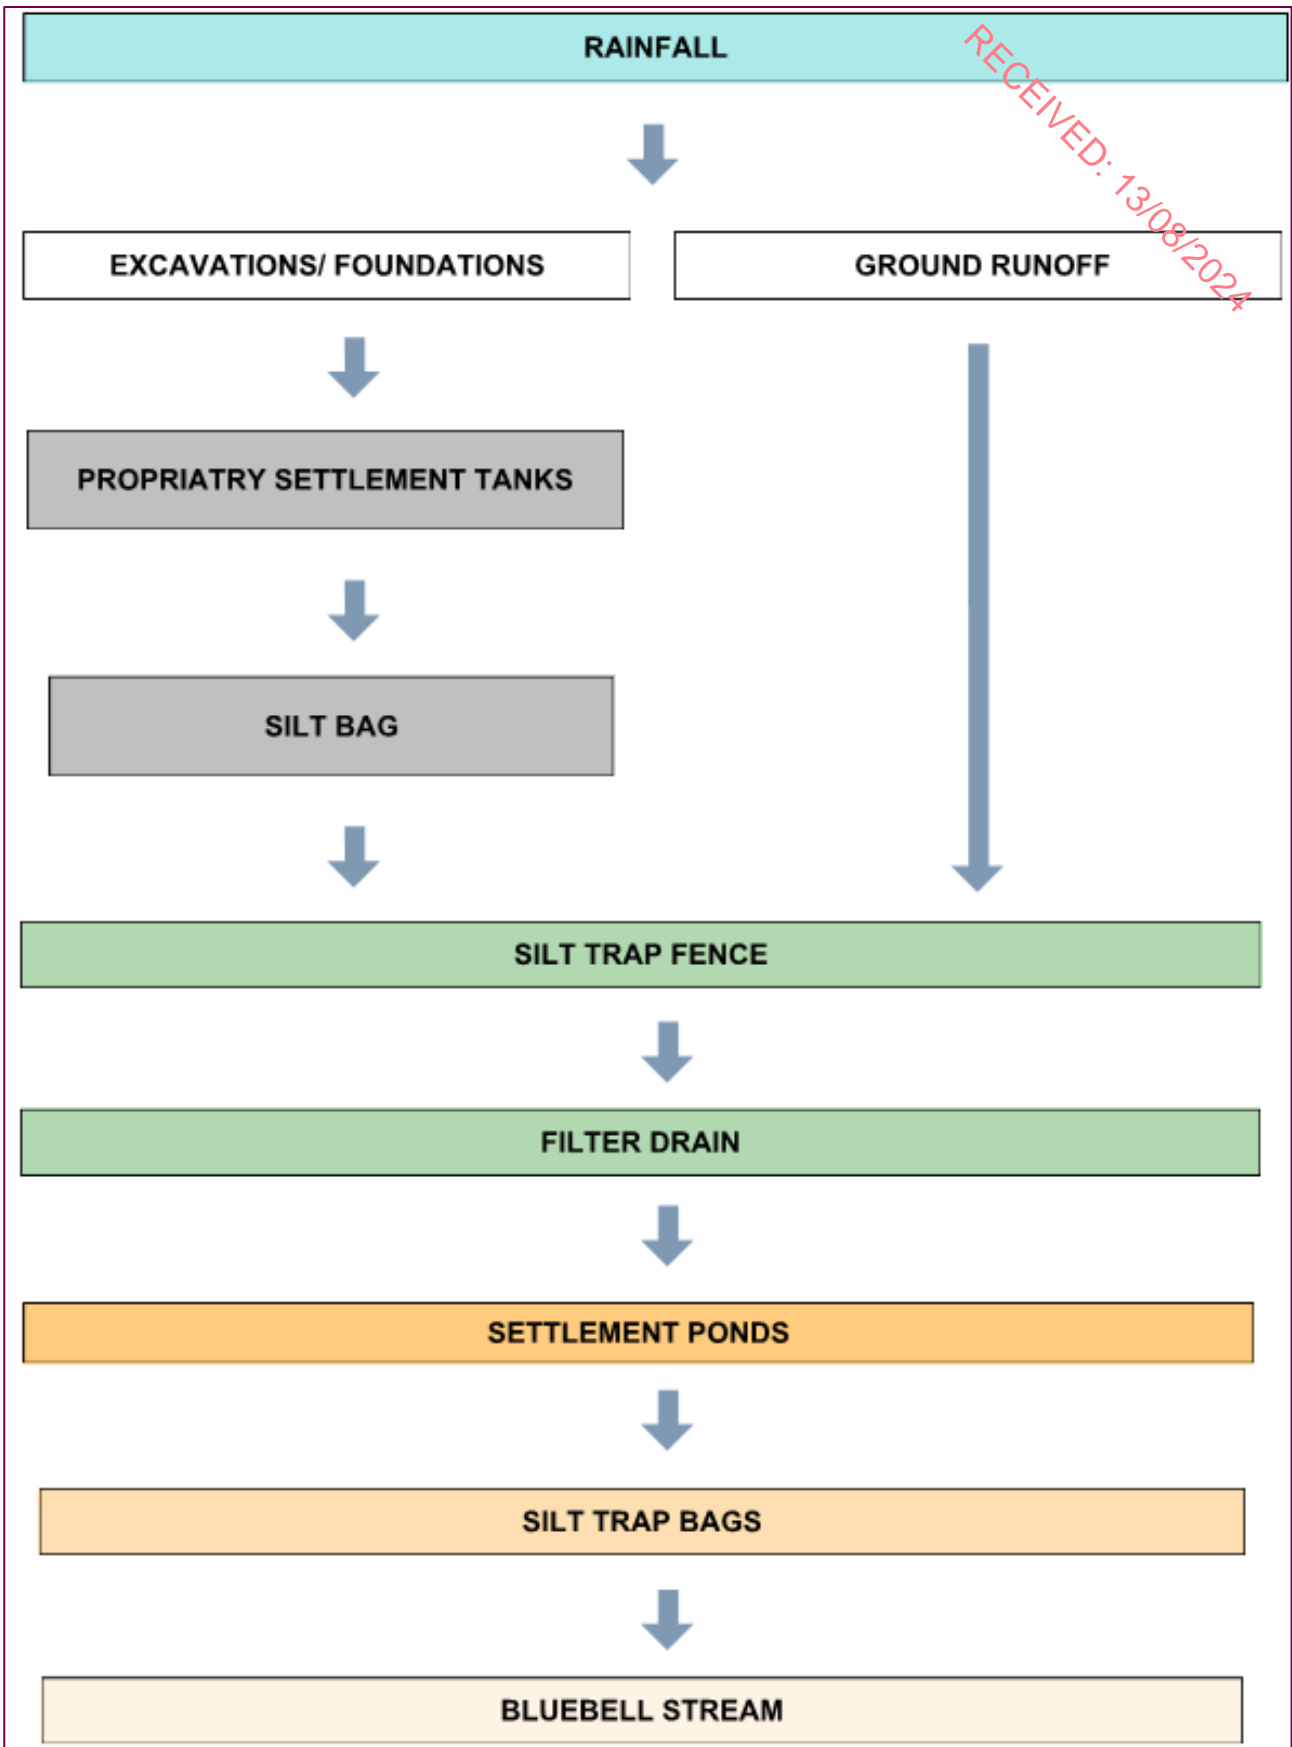 RAINFALL
RECEIVED: 13/08/2024
EXCAVATIONS/ FOUNDATIONS
GROUND RUNOFF
PROPRIATRY SETTLEMENT TANKS
SILT BAG
SILT TRAP FENCE
FILTER DRAIN
SETTLEMENT PONDS
SILT TRAP BAGS
BLUEBELL STREAM